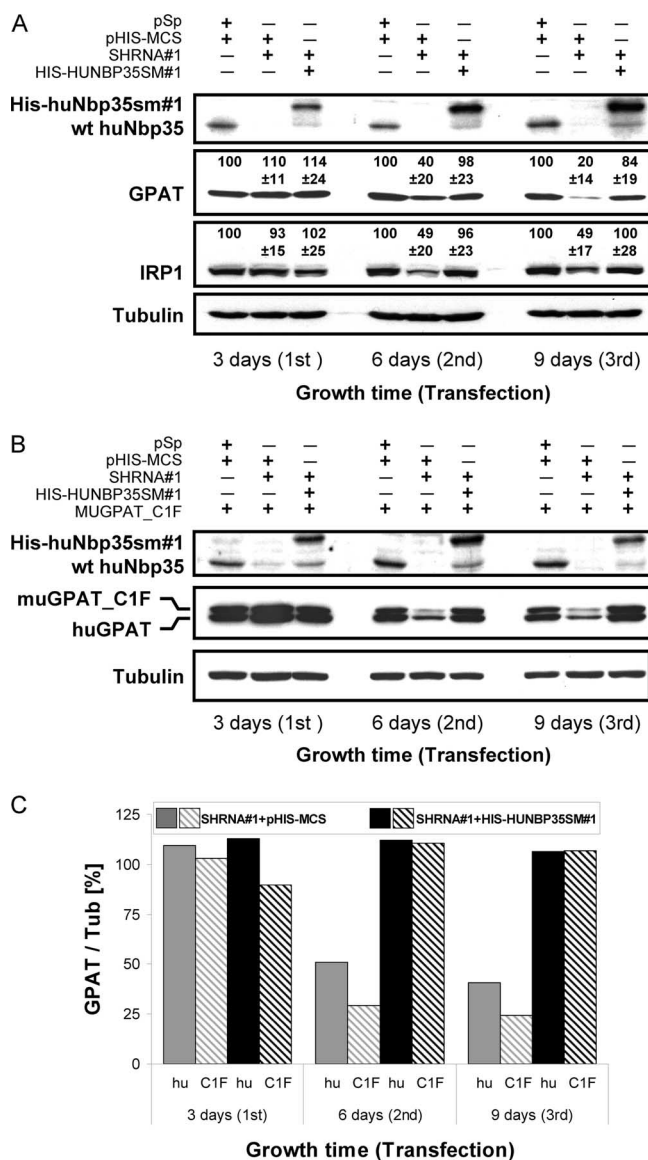 A
pSp + — — + — — + — —
pHIS-MCS + + — + + — + + —
SHRNA#1 — + + — + + — + +
HIS-HUNBP35SM#1 — — + — — + — — +
His-huNbp35sm#1
wt huNbp35
100 110 114 100 40 98 100 20 84
±11 ±24 ±20 ±23 ±14 ±19
GPAT
100 93 102 100 49 96 100 49 100
±15 ±25 ±20 ±23 ±17 ±28
IRP1
Tubulin
3 days (1st ) 6 days (2nd) 9 days (3rd)
Growth time (Transfection)
B
pSp + — — + — — + — —
pHIS-MCS + + — + + — + + —
SHRNA#1 — + + — + + — + +
HIS-HUNBP35SM#1 — — + — — + — — +
MUGPAT_C1F + + + + + + + + +
His-huNbp35sm#1
wt huNbp35
muGPAT_C1F
huGPAT
Tubulin
3 days (1st ) 6 days (2nd) 9 days (3rd)
Growth time (Transfection)
C
SHRNA#1+pHIS-MCS SHRNA#1+HIS-HUNBP35SM#1
GPAT / Tub [%]
125
100
75
50
25
0
hu C1F hu C1F hu C1F hu C1F hu C1F hu C1F
3 days (1st) 6 days (2nd) 9 days (3rd)
Growth time (Transfection)